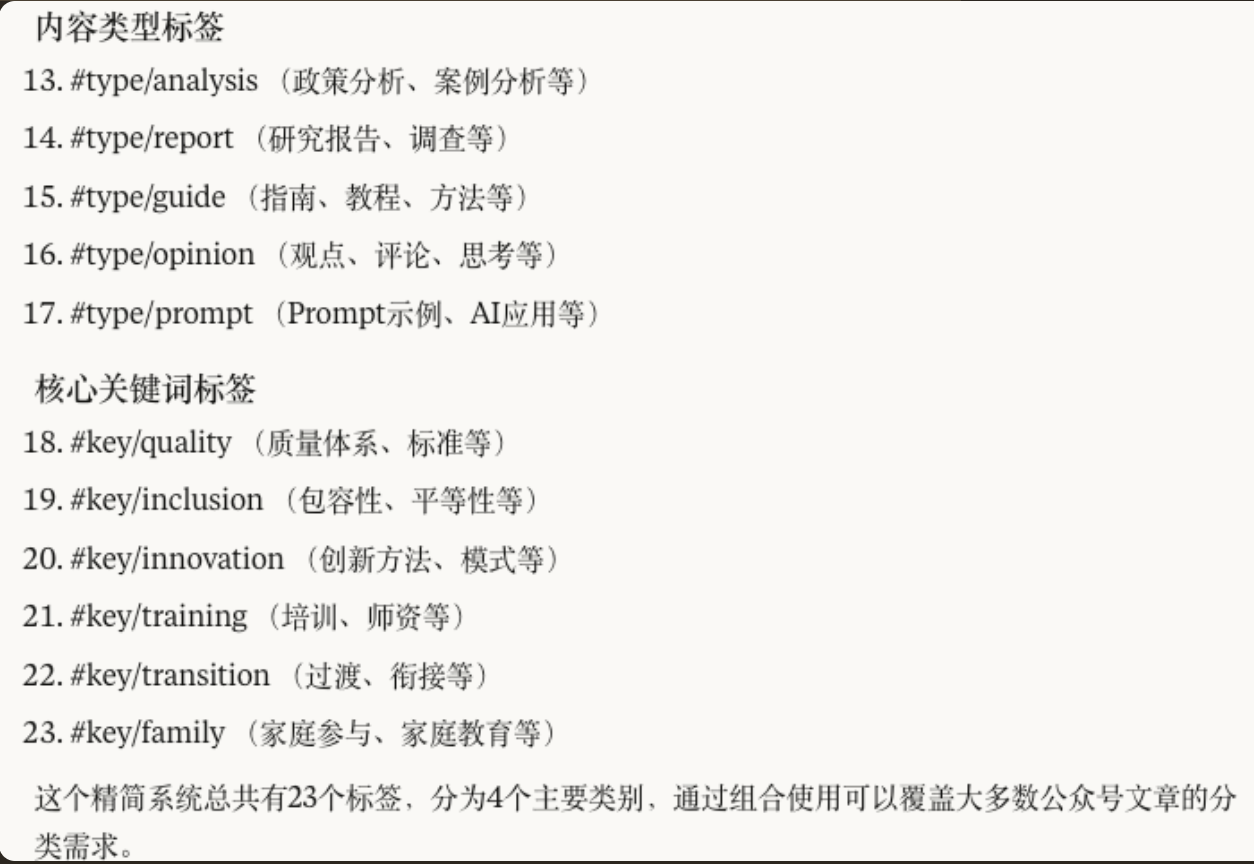 内容类型标签
13. #type/analysis （政策分析、案例分析等）
14. #type/report （研究报告、调查等）
15. #type/guide （指南、教程、方法等）
16. #type/opinion （观点、评论、思考等）
17. #type/prompt （Prompt示例、AI应用等）
核心关键词标签
18. #key/quality （质量体系、标准等）
19. #key/inclusion （包容性、平等性等）
20. #key/innovation （创新方法、模式等）
21. #key/training （培训、师资等）
22. #key/transition （过渡、衔接等）
23. #key/family （家庭参与、家庭教育等）
这个精简系统总共有23个标签，分为4个主要类别，通过组合使用可以覆盖大多数公众号文章的分
类需求。